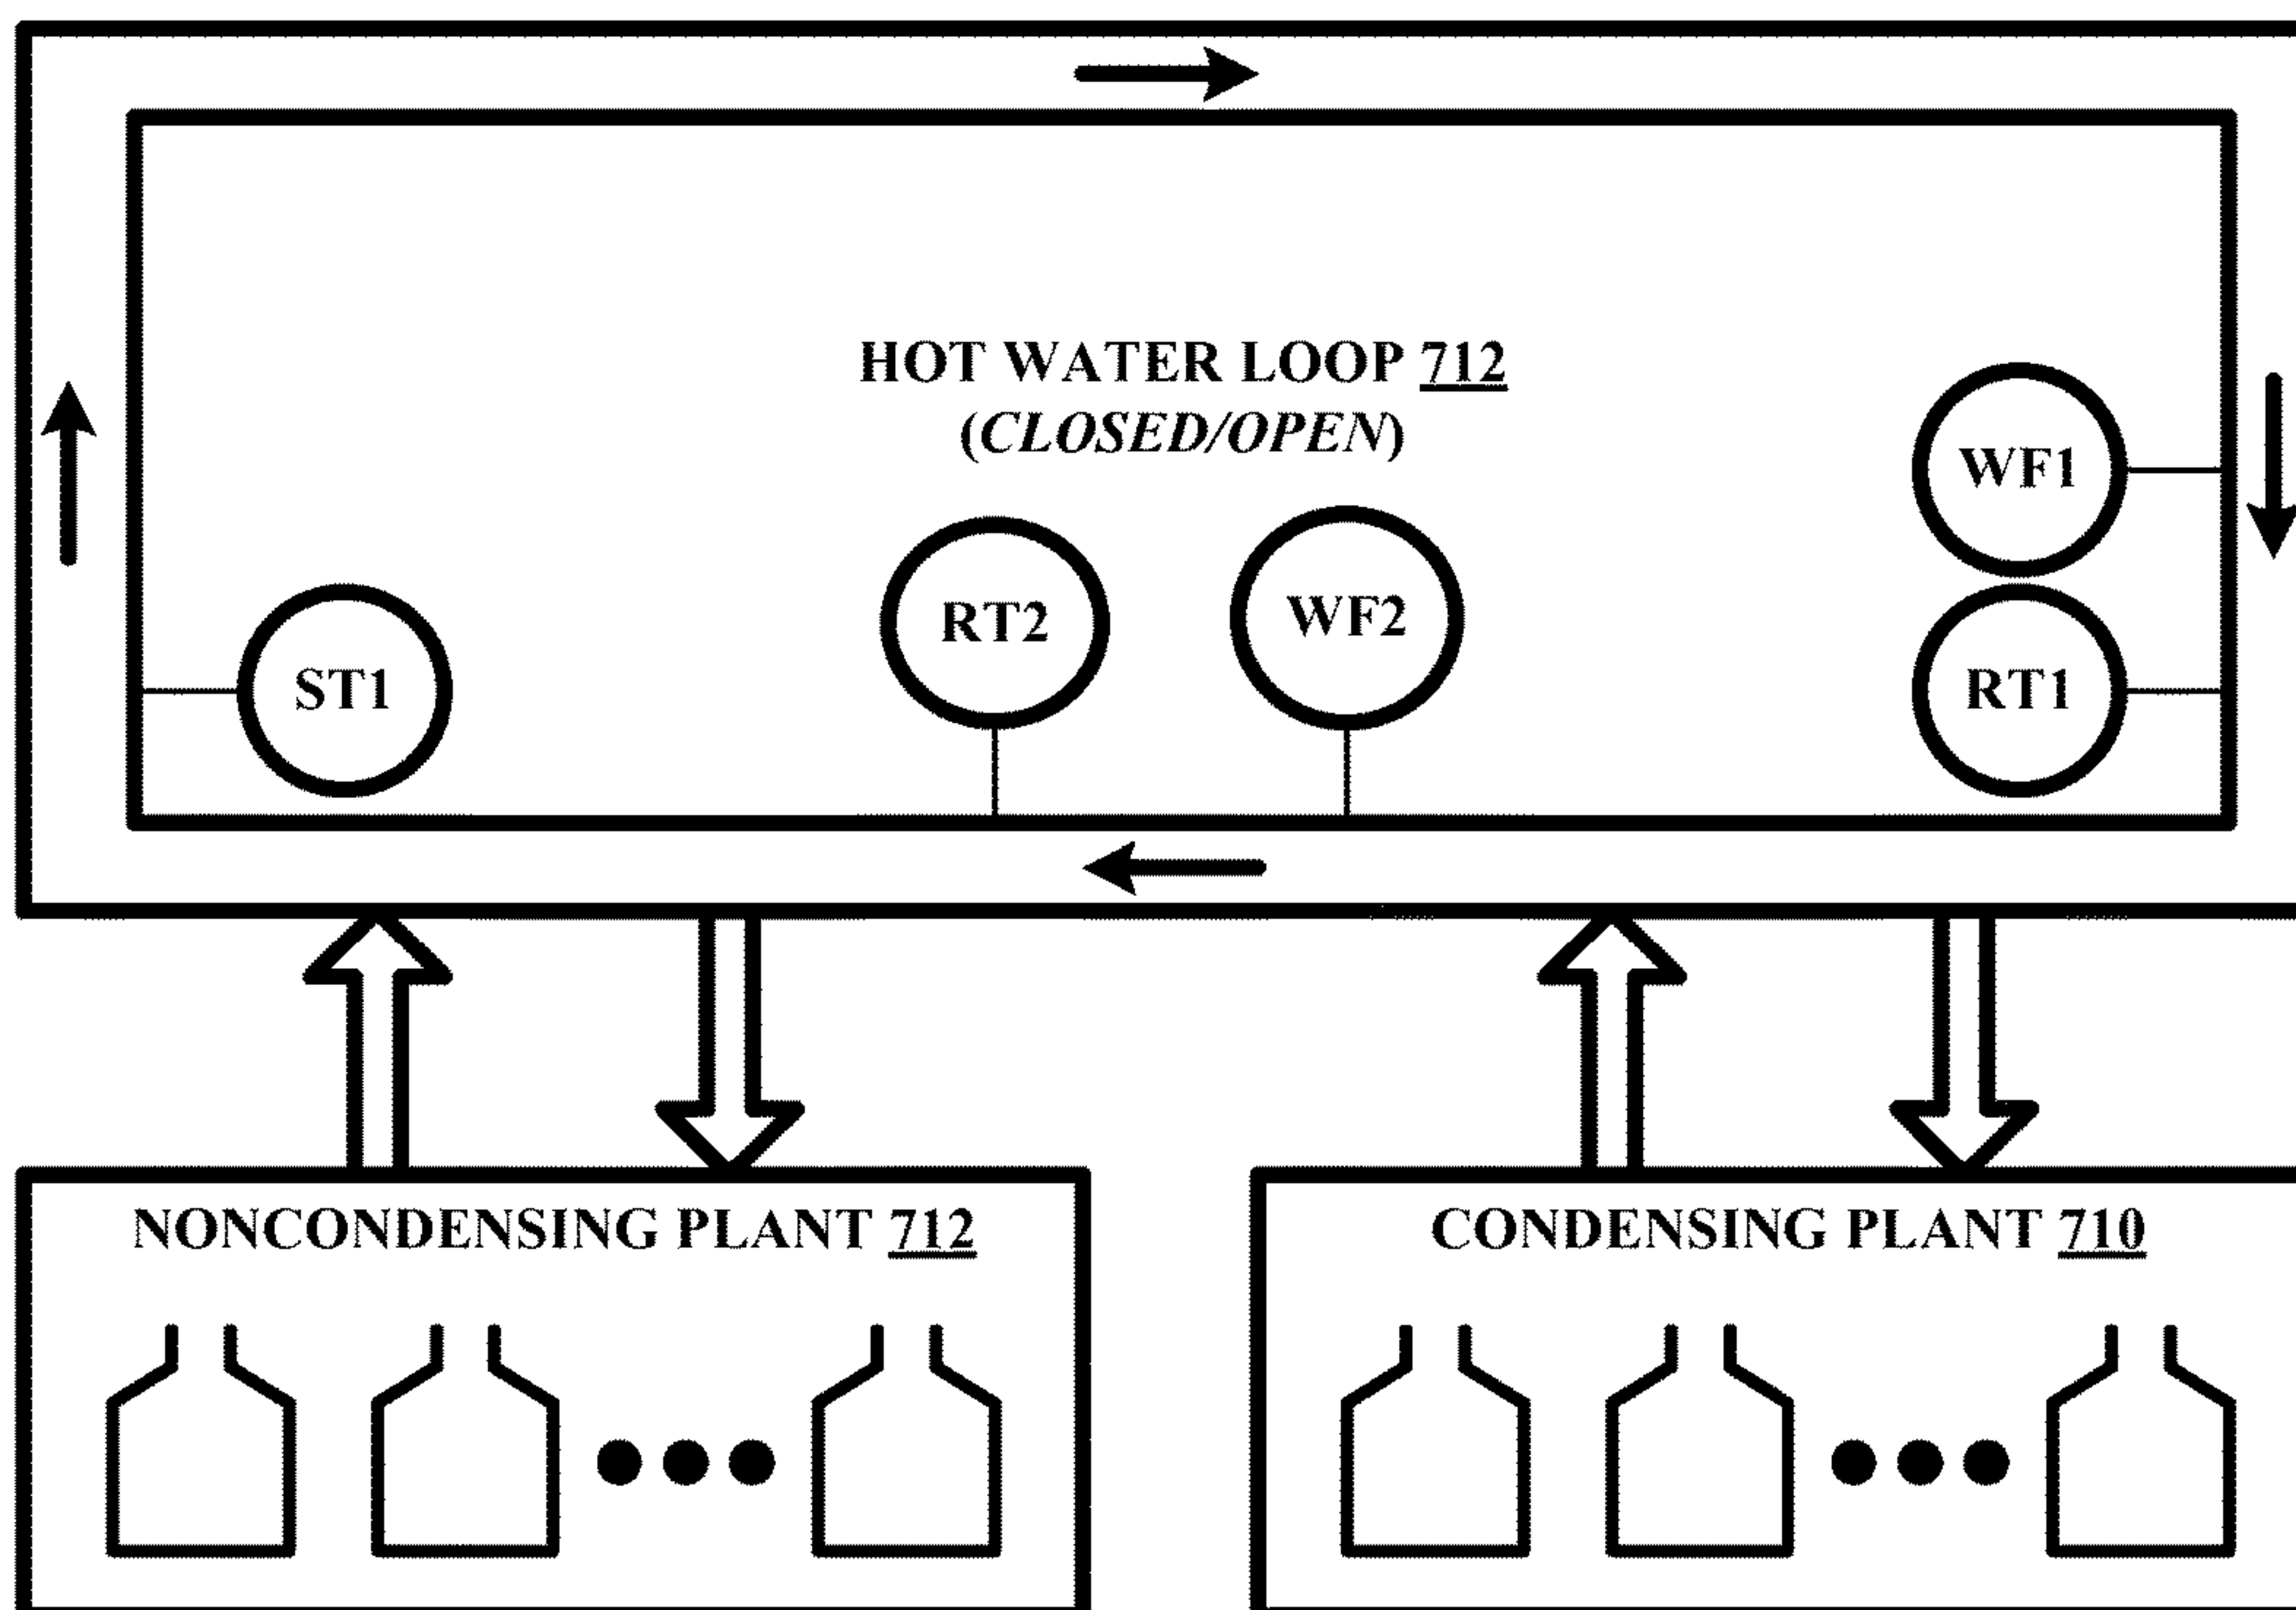 HOT WATER LOOP 712
(CLOSED/OPEN)
WF1
RT2
WF2
ST1
RT1
NONCONDENSING PLANT 712
CONDENSING PLANT 710